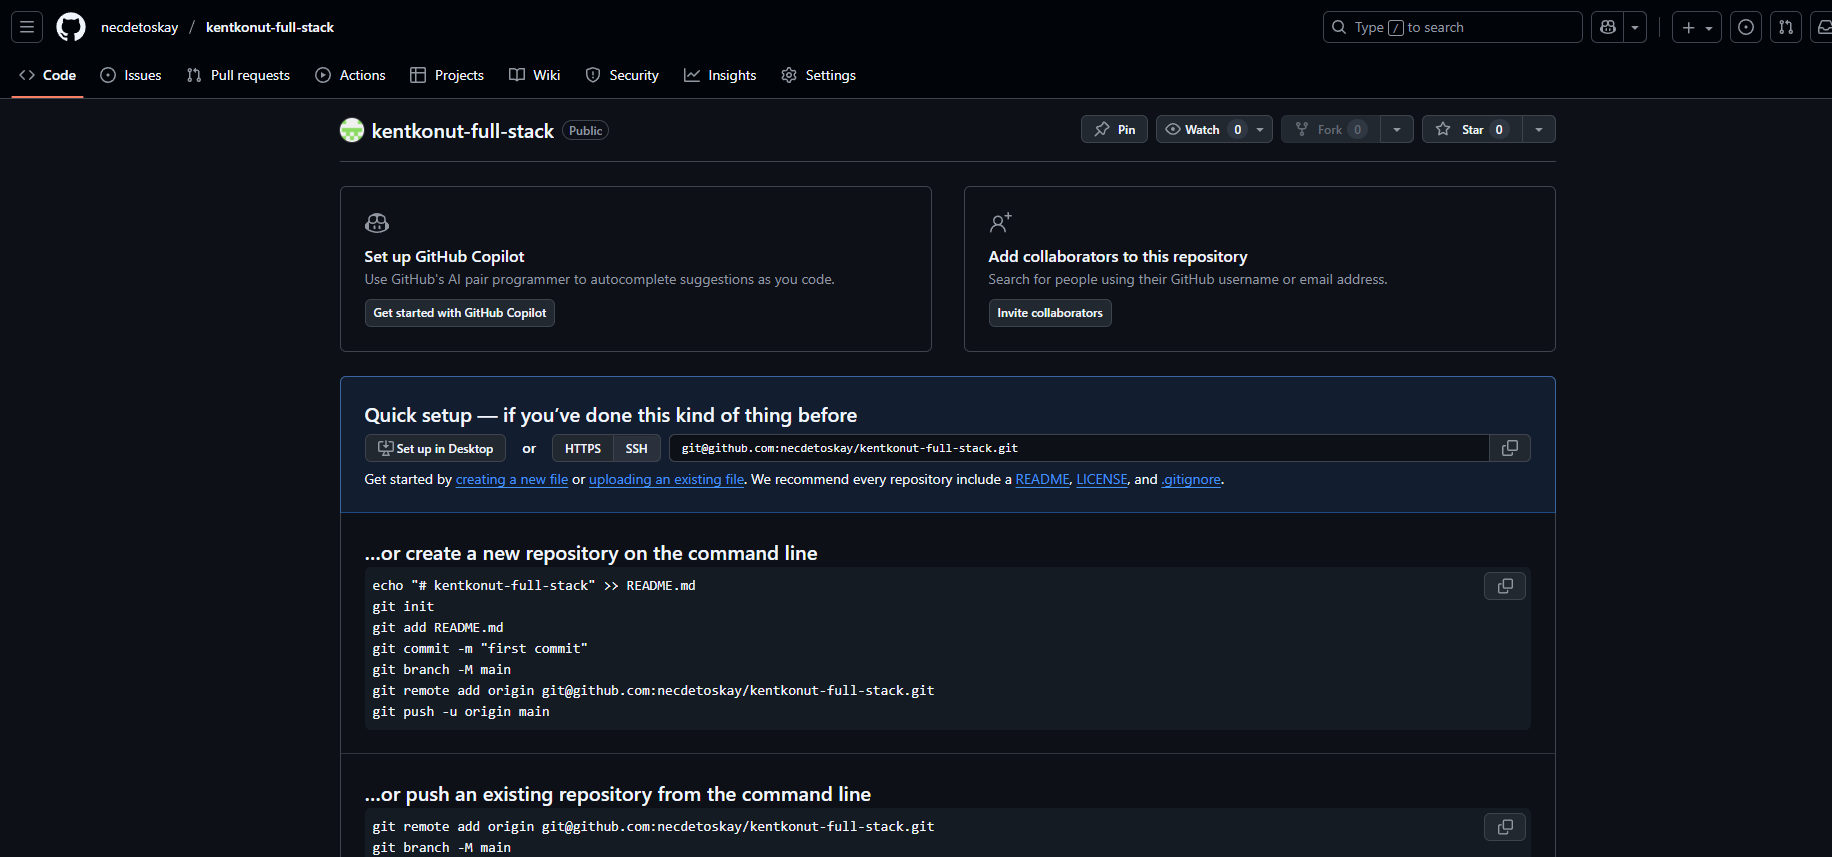 necdetoskay / kentkonut-full-stack
Type / to search
Code Issues Pull requests Actions Projects Wiki Security Insights Settings
kentkonut-full-stack Public
Pin Watch 0 Fork 0 Star 0
Set up GitHub Copilot
Use GitHub's AI pair programmer to autocomplete suggestions as you code.
Get started with GitHub Copilot
Add collaborators to this repository
Search for people using their GitHub username or email address.
Invite collaborators
Quick setup — if you’ve done this kind of thing before
Set up in Desktop or HTTPS SSH git@github.com:necdetoskay/kentkonut-full-stack.git
Get started by creating a new file or uploading an existing file. We recommend every repository include a README, LICENSE, and .gitignore.
…or create a new repository on the command line
echo "# kentkonut-full-stack" >> README.md
git init
git add README.md
git commit -m "first commit"
git branch -M main
git remote add origin git@github.com:necdetoskay/kentkonut-full-stack.git
git push -u origin main
…or push an existing repository from the command line
git remote add origin git@github.com:necdetoskay/kentkonut-full-stack.git
git branch -M main